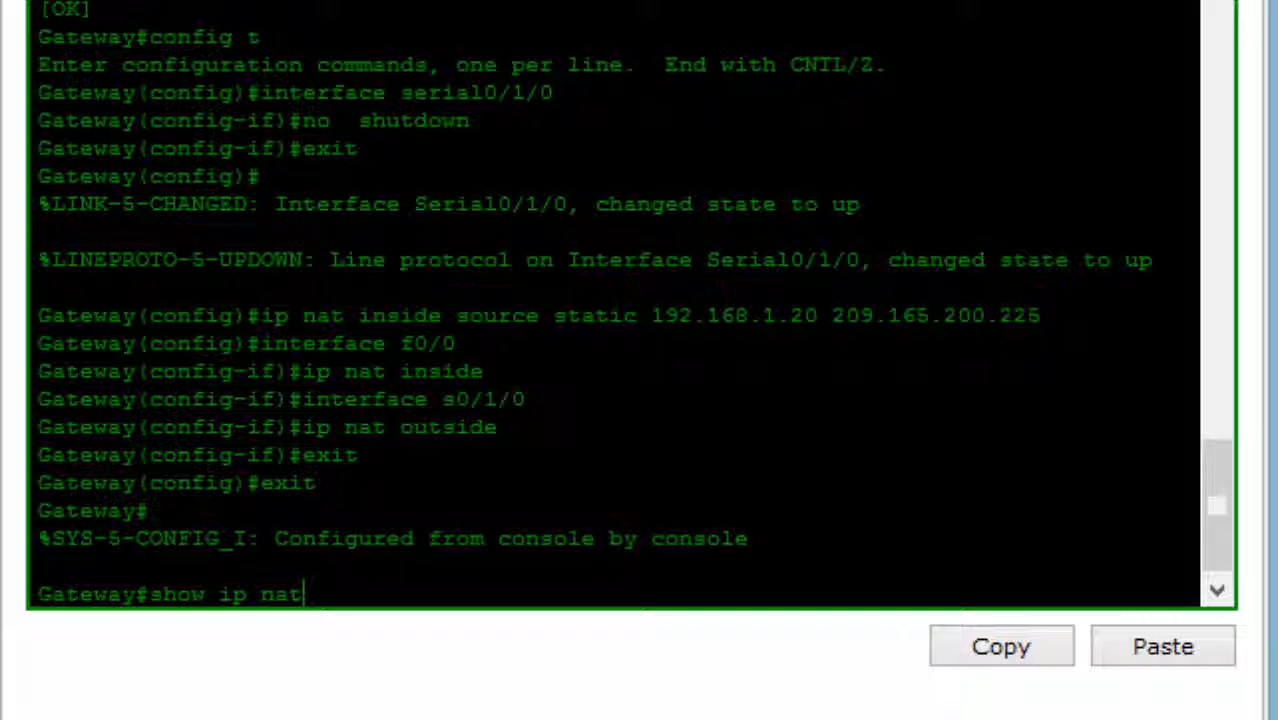 [OK]
Gateway#config t
Enter configuration commands, one per line.  End with CNTL/Z.
Gateway(config)#interface serial0/1/0
Gateway(config-if)#no  shutdown
Gateway(config-if)#exit
Gateway(config)#
%LINK-5-CHANGED: Interface Serial0/1/0, changed state to up
%LINEPROTO-5-UPDOWN: Line protocol on Interface Serial0/1/0, changed state to up
Gateway(config)#ip nat inside source static 192.168.1.20 209.165.200.225
Gateway(config)#interface f0/0
Gateway(config-if)#ip nat inside
Gateway(config-if)#interface s0/1/0
Gateway(config-if)#ip nat outside
Gateway(config-if)#exit
Gateway(config)#exit
Gateway#
%SYS-5-CONFIG_I: Configured from console by console
Gateway#show ip nat
Copy
Paste